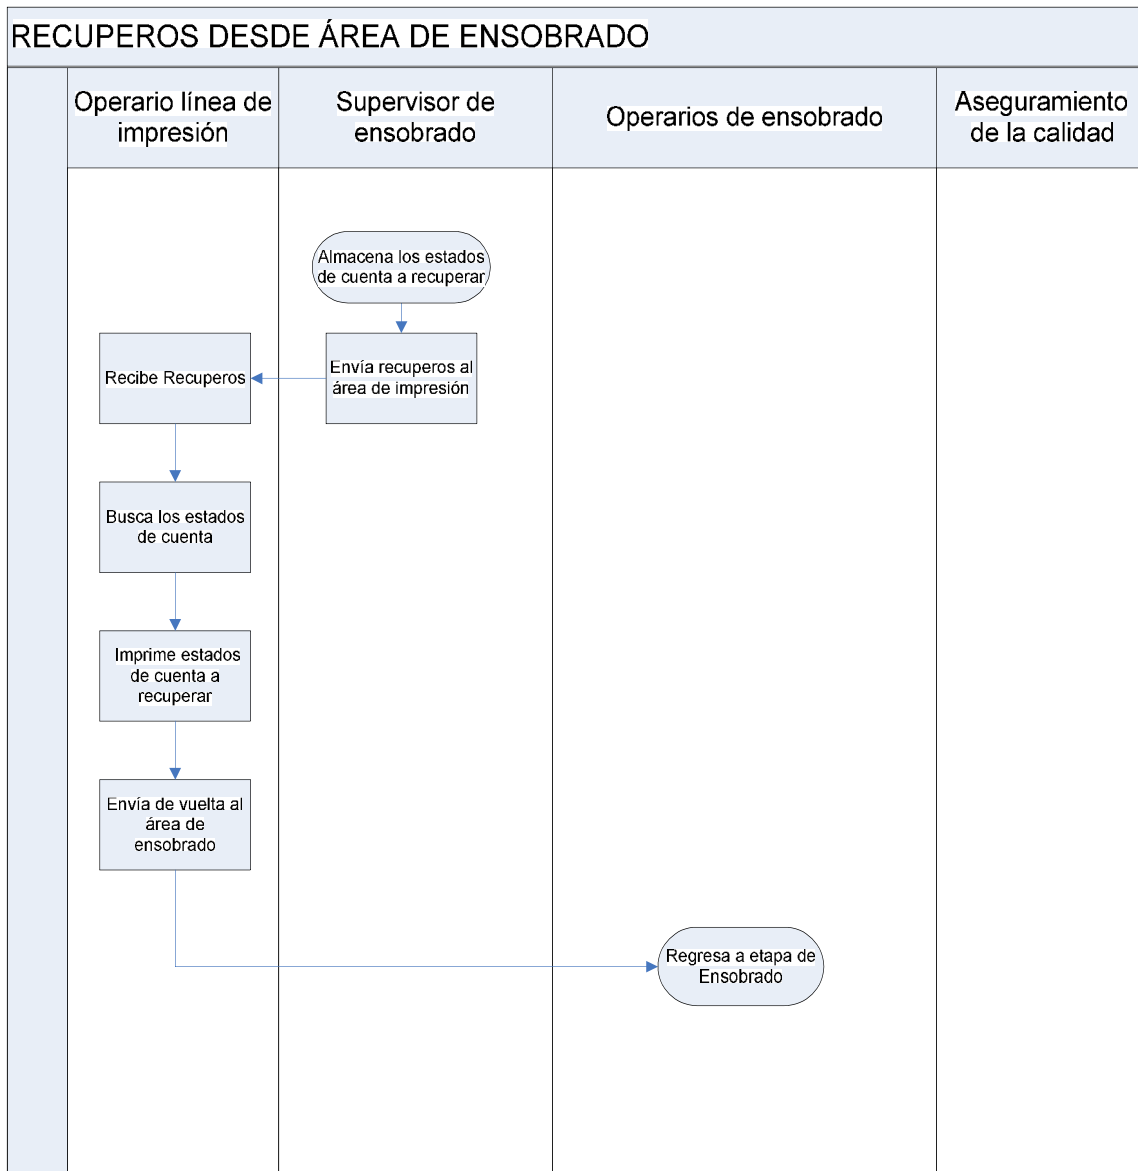 RECUPEROS DESDE ÁREA DE ENSOBRADO
Operario línea de
impresión
Supervisor de
ensobrado
Operarios de ensobrado
Aseguramiento
de la calidad
Almacena los estados
de cuenta a recuperar
Envía recuperos al
área de impresión
Recibe Recuperos
Busca los estados
de cuenta
Imprime estados
de cuenta a
recuperar
Envía de vuelta al
área de
ensobrado
Regresa a etapa de
Ensobrado